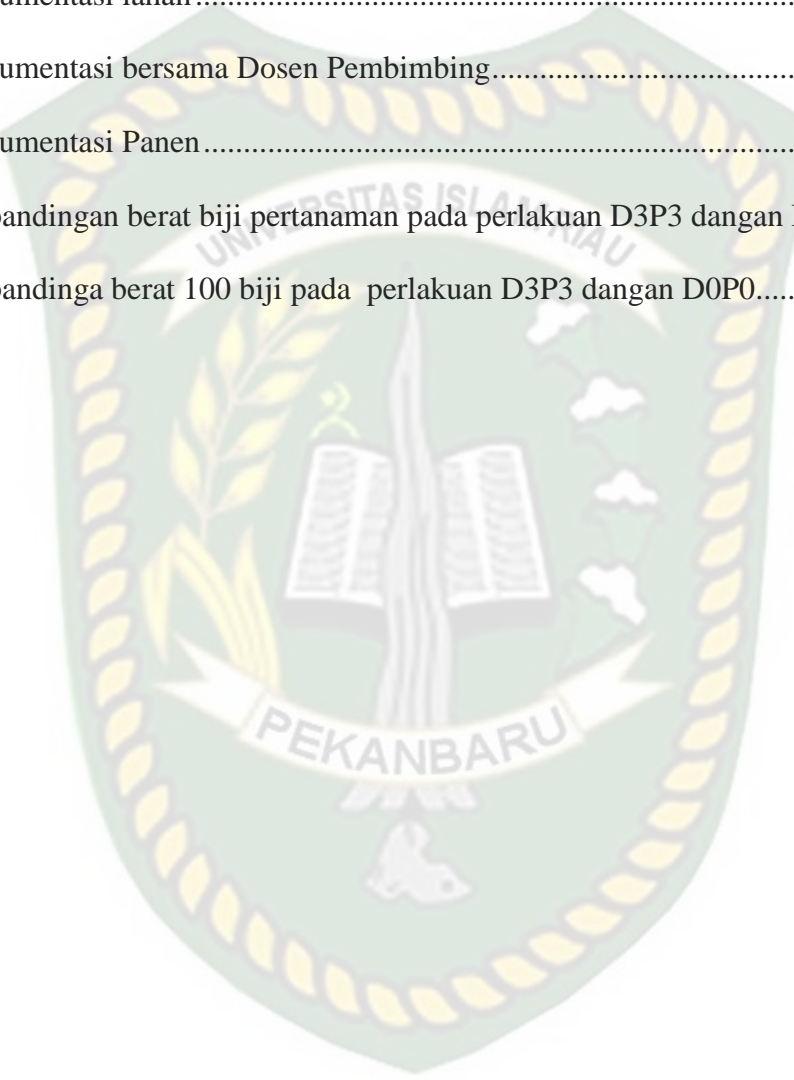 umentasi lahan..............................................................................
umentasi bersama Dosen Pembimbing.......................................
umentasi Panen.............................................................................
bandingan berat biji pertanaman pada perlakuan D3P3 dangan
bandinga berat 100 biji pada perlakuan D3P3 dangan D0P0.....
UNIVERSITAS ISLAM RIAU
PEKANBARU